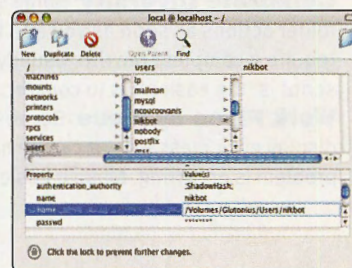 local @ localhost - /
New Duplicate Delete Open Parent Find
/ users nikbot
machines
mounts
networks
printers
protocols
rpcs
services
users
lp
mailman
mysql
ncoucouvanis
nikbot
nobody
postfix
Property Value(s)
authentication_authority ;ShadowHash;
name nikbot
home /Volumes/Glutonius/Users/nikbot
passwd ********
Click the lock to prevent further changes.